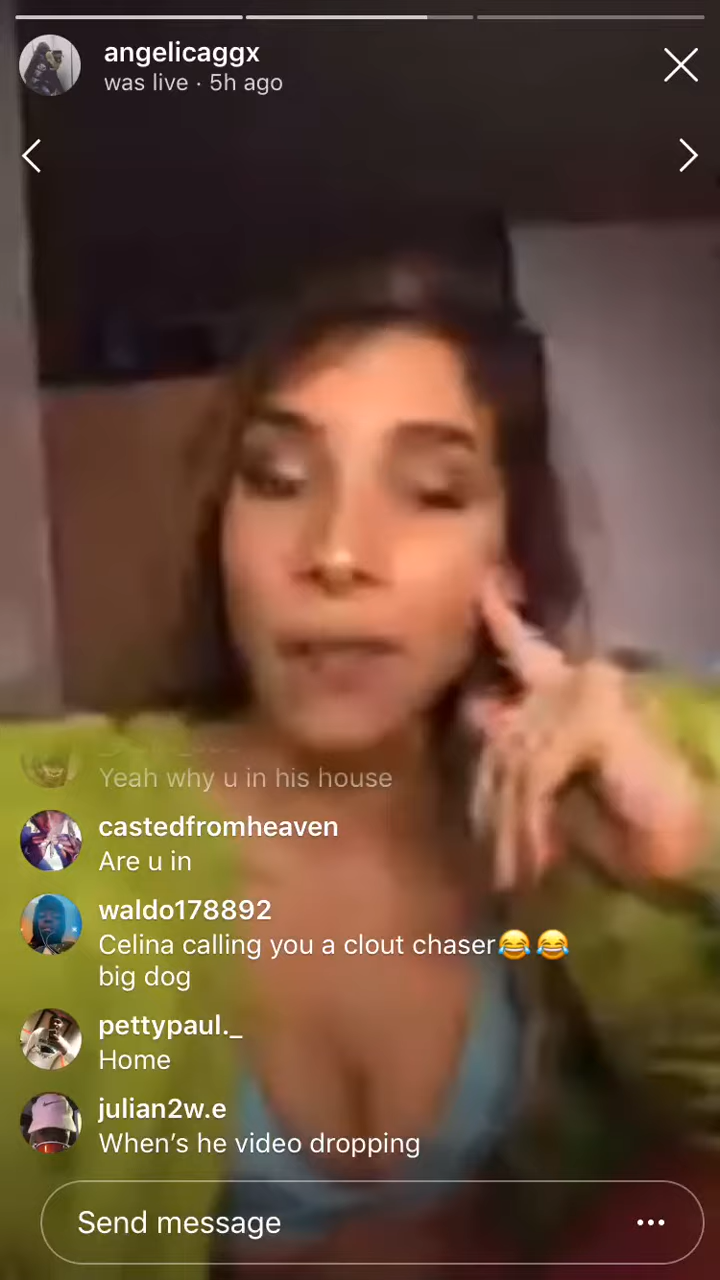 angelicaggx
was live · 5h ago
Yeah why u in his house
castedfromheaven
Are u in
waldo178892
Celina calling you a clout chaser😂😂
big dog
pettypaul._
Home
julian2w.e
When’s he video dropping
Send message